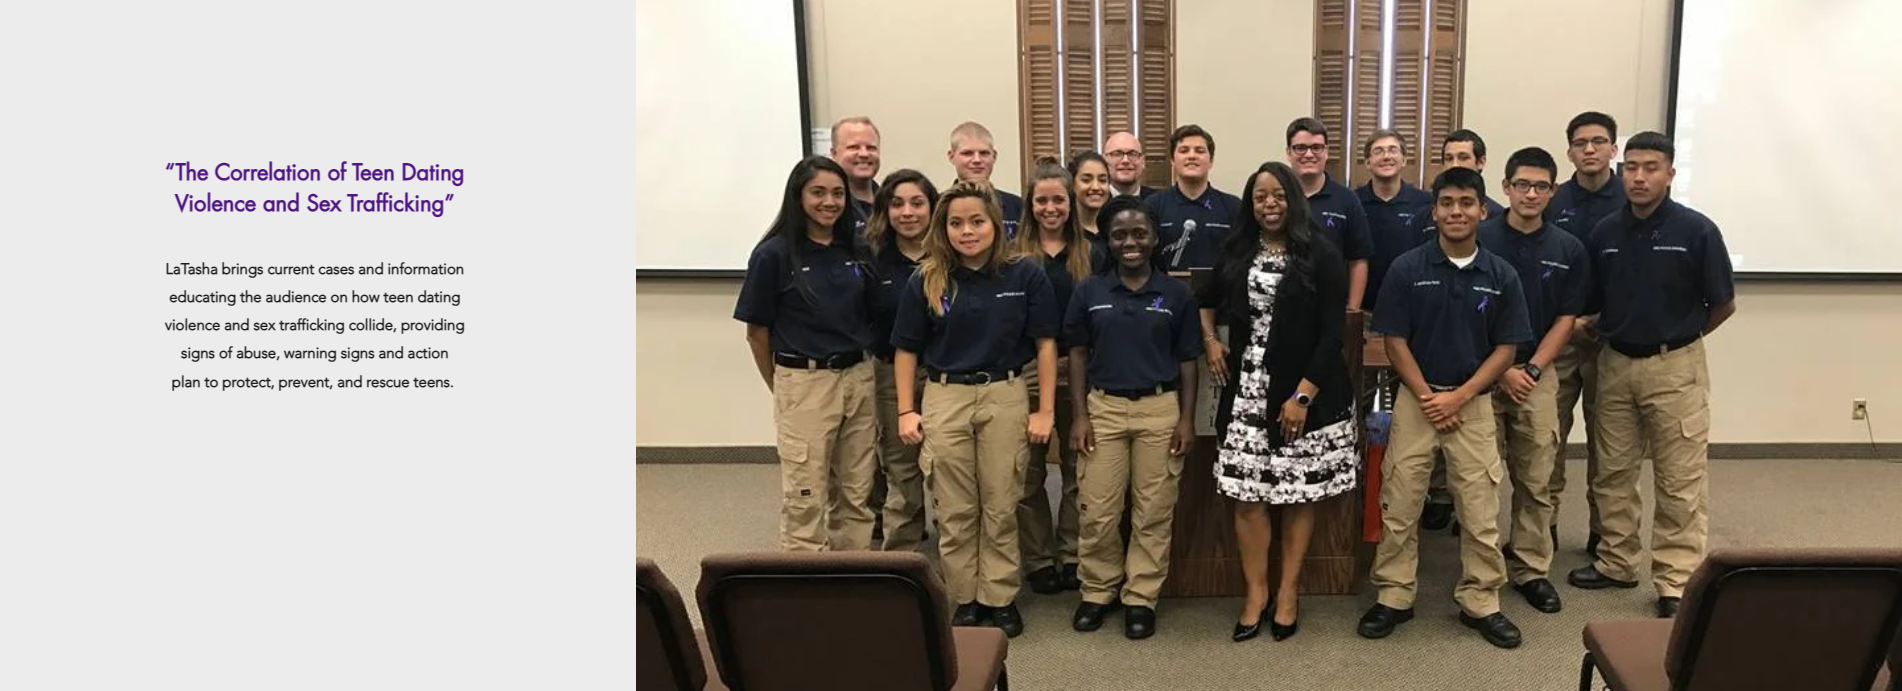 “The Correlation of Teen Dating
Violence and Sex Trafficking”
LaTasha brings current cases and information
educating the audience on how teen dating
violence and sex trafficking collide, providing
signs of abuse, warning signs and action
plan to protect, prevent, and rescue teens.